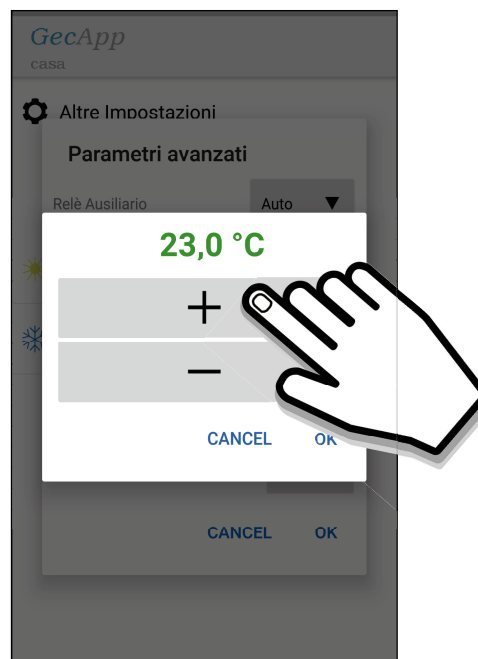 GecApp
casa
Altre Impostazioni
Parametri avanzati
Relè Ausiliario Auto ▼
23,0 °C
+
−
CANCEL OK
CANCEL OK